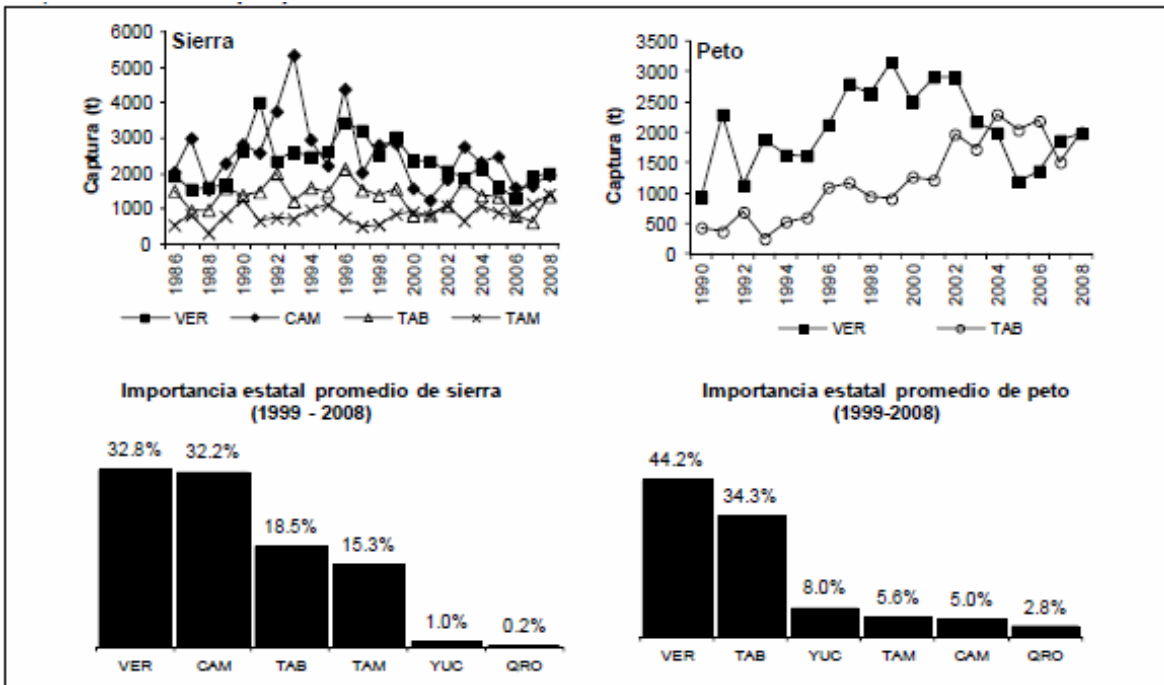 Sierra
Captura (t)
6000
5000
4000
3000
2000
1000
0
1986
1988
1990
1992
1994
1996
1998
2000
2002
2004
2006
2008
VER CAM TAB TAM
Peto
Captura (t)
3500
3000
2500
2000
1500
1000
500
0
1990
1992
1994
1996
1998
2000
2002
2004
2006
2008
VER TAB
Importancia estatal promedio de sierra
(1999 - 2008)
32.8% 32.2% 18.5% 15.3% 1.0% 0.2%
VER CAM TAB TAM YUC QRO
Importancia estatal promedio de peto
(1999-2008)
44.2% 34.3% 8.0% 5.6% 5.0% 2.8%
VER TAB YUC TAM CAM QRO